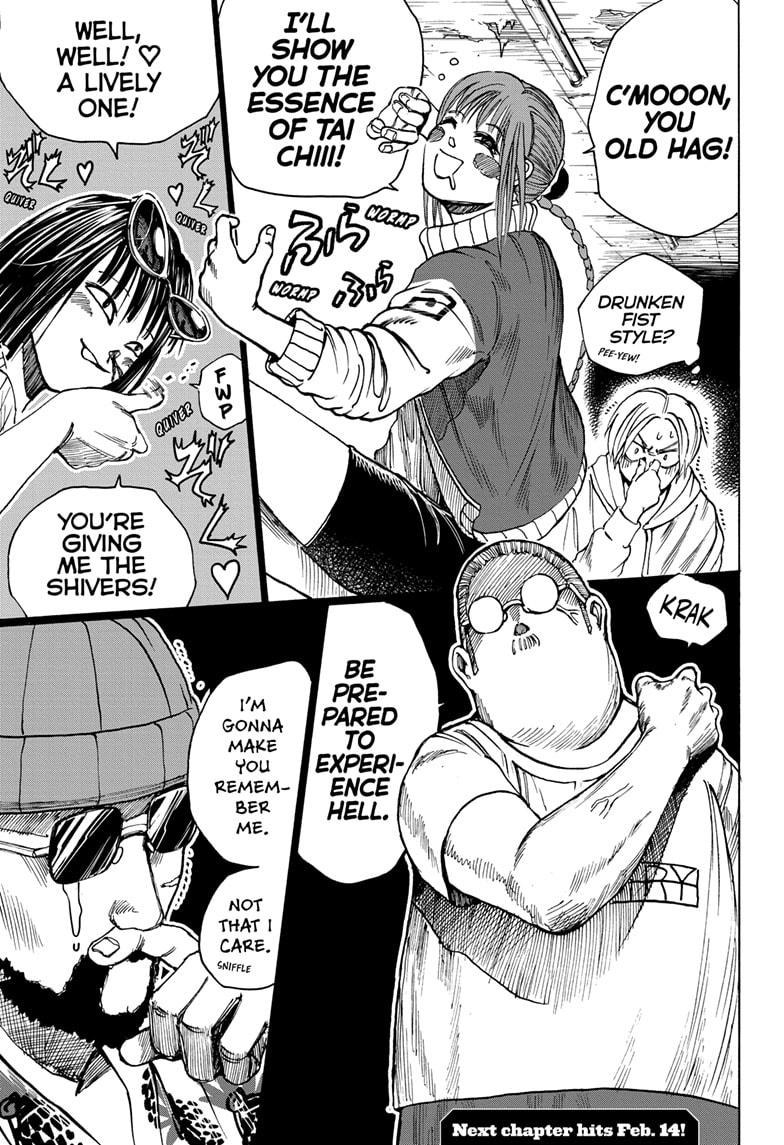 C'MOOON,
YOU
OLD HAG!
I'LL
SHOW
YOU THE
ESSENCE
OF TAI
CHIII!
WORMP
ふら
WORMP
ふら
DRUNKEN
FIST
STYLE?
PEE-YEW!
WELL,
WELL! ♡
A LIVELY
ONE!
QUIVER
QUIVER
FWP
QUIVER
YOU'RE
GIVING
ME THE
SHIVERS!
KRAK
BE
PRE-
PARED
TO
EXPERI-
ENCE
HELL.
RY
I'M
GONNA
MAKE
YOU
REMEM-
BER
ME.
NOT
THAT I
CARE.
SNIFFLE
Next chapter hits Feb. 14!